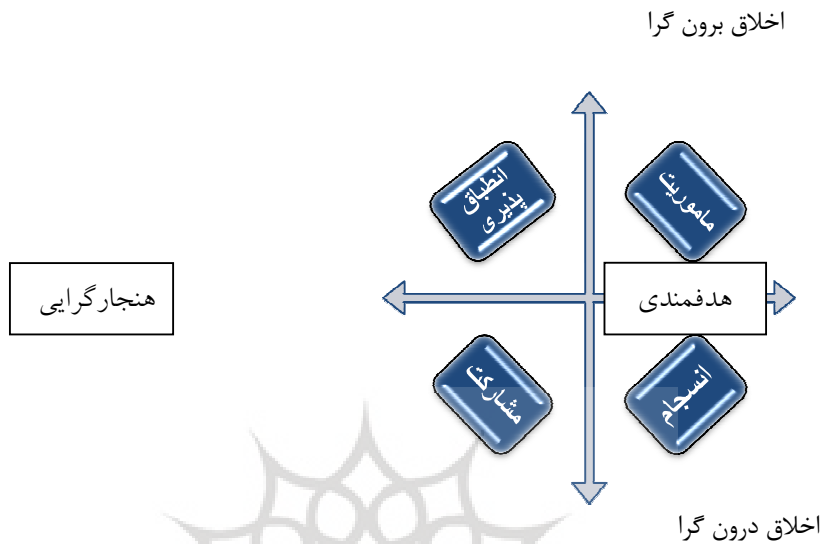 اخلاق برون گرا
ماموریت
انطباق
پذیری
هدفمندی
هنجارگرایی
انسجام
مشارکت
اخلاق درون گرا